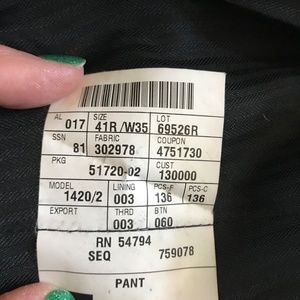 AL SIZE LOT
017 41R /W35 69526R
SSN FABRIC COUPON
81 302978 4751730
PKG CUST
51720-02 130000
MODEL LINING PCS-F PCS-C
1420/2 003 136 136
EXPORT THRD BTN
003 060
RN 54794
SEQ 759078
PANT